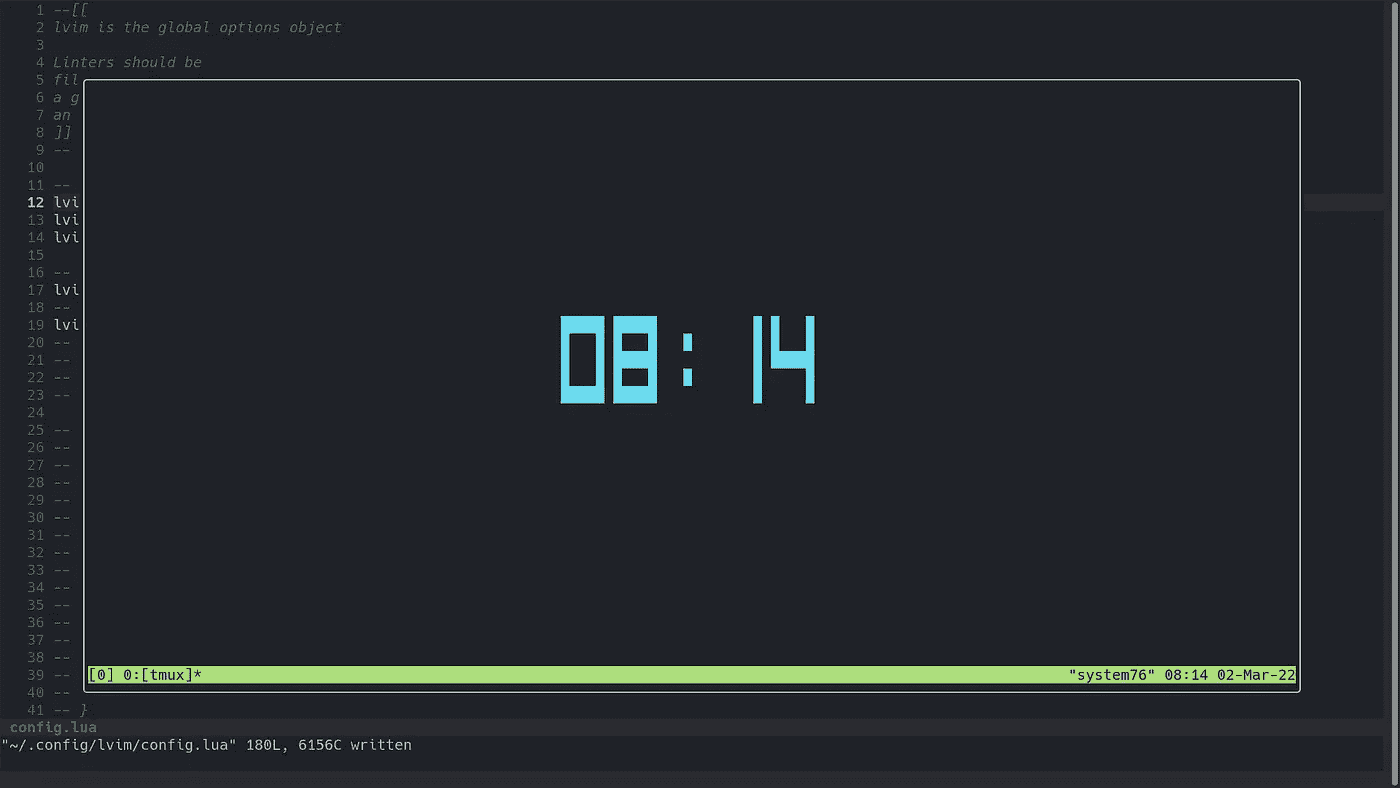 1 --[[
2 lvim is the global options object
3
4 Linters should be
5 fil
6 a g
7 an
8 ]]
9 --
10
11 --
12 lvi
13 lvi
14 lvi
15
16 --
17 lvi
18 --
19 lvi
20 --
21 --
22 --
23 --
24
25 --
26 --
27 --
28 --
29 --
30 --
31 --
32 --
33 --
34 --
35 --
36 --
37 --
38 --
39 --
40 --
41 -- }
08:14
[0] 0:[tmux]* "system76" 08:14 02-Mar-22
config.lua
"~/.config/lvim/config.lua" 180L, 6156C written